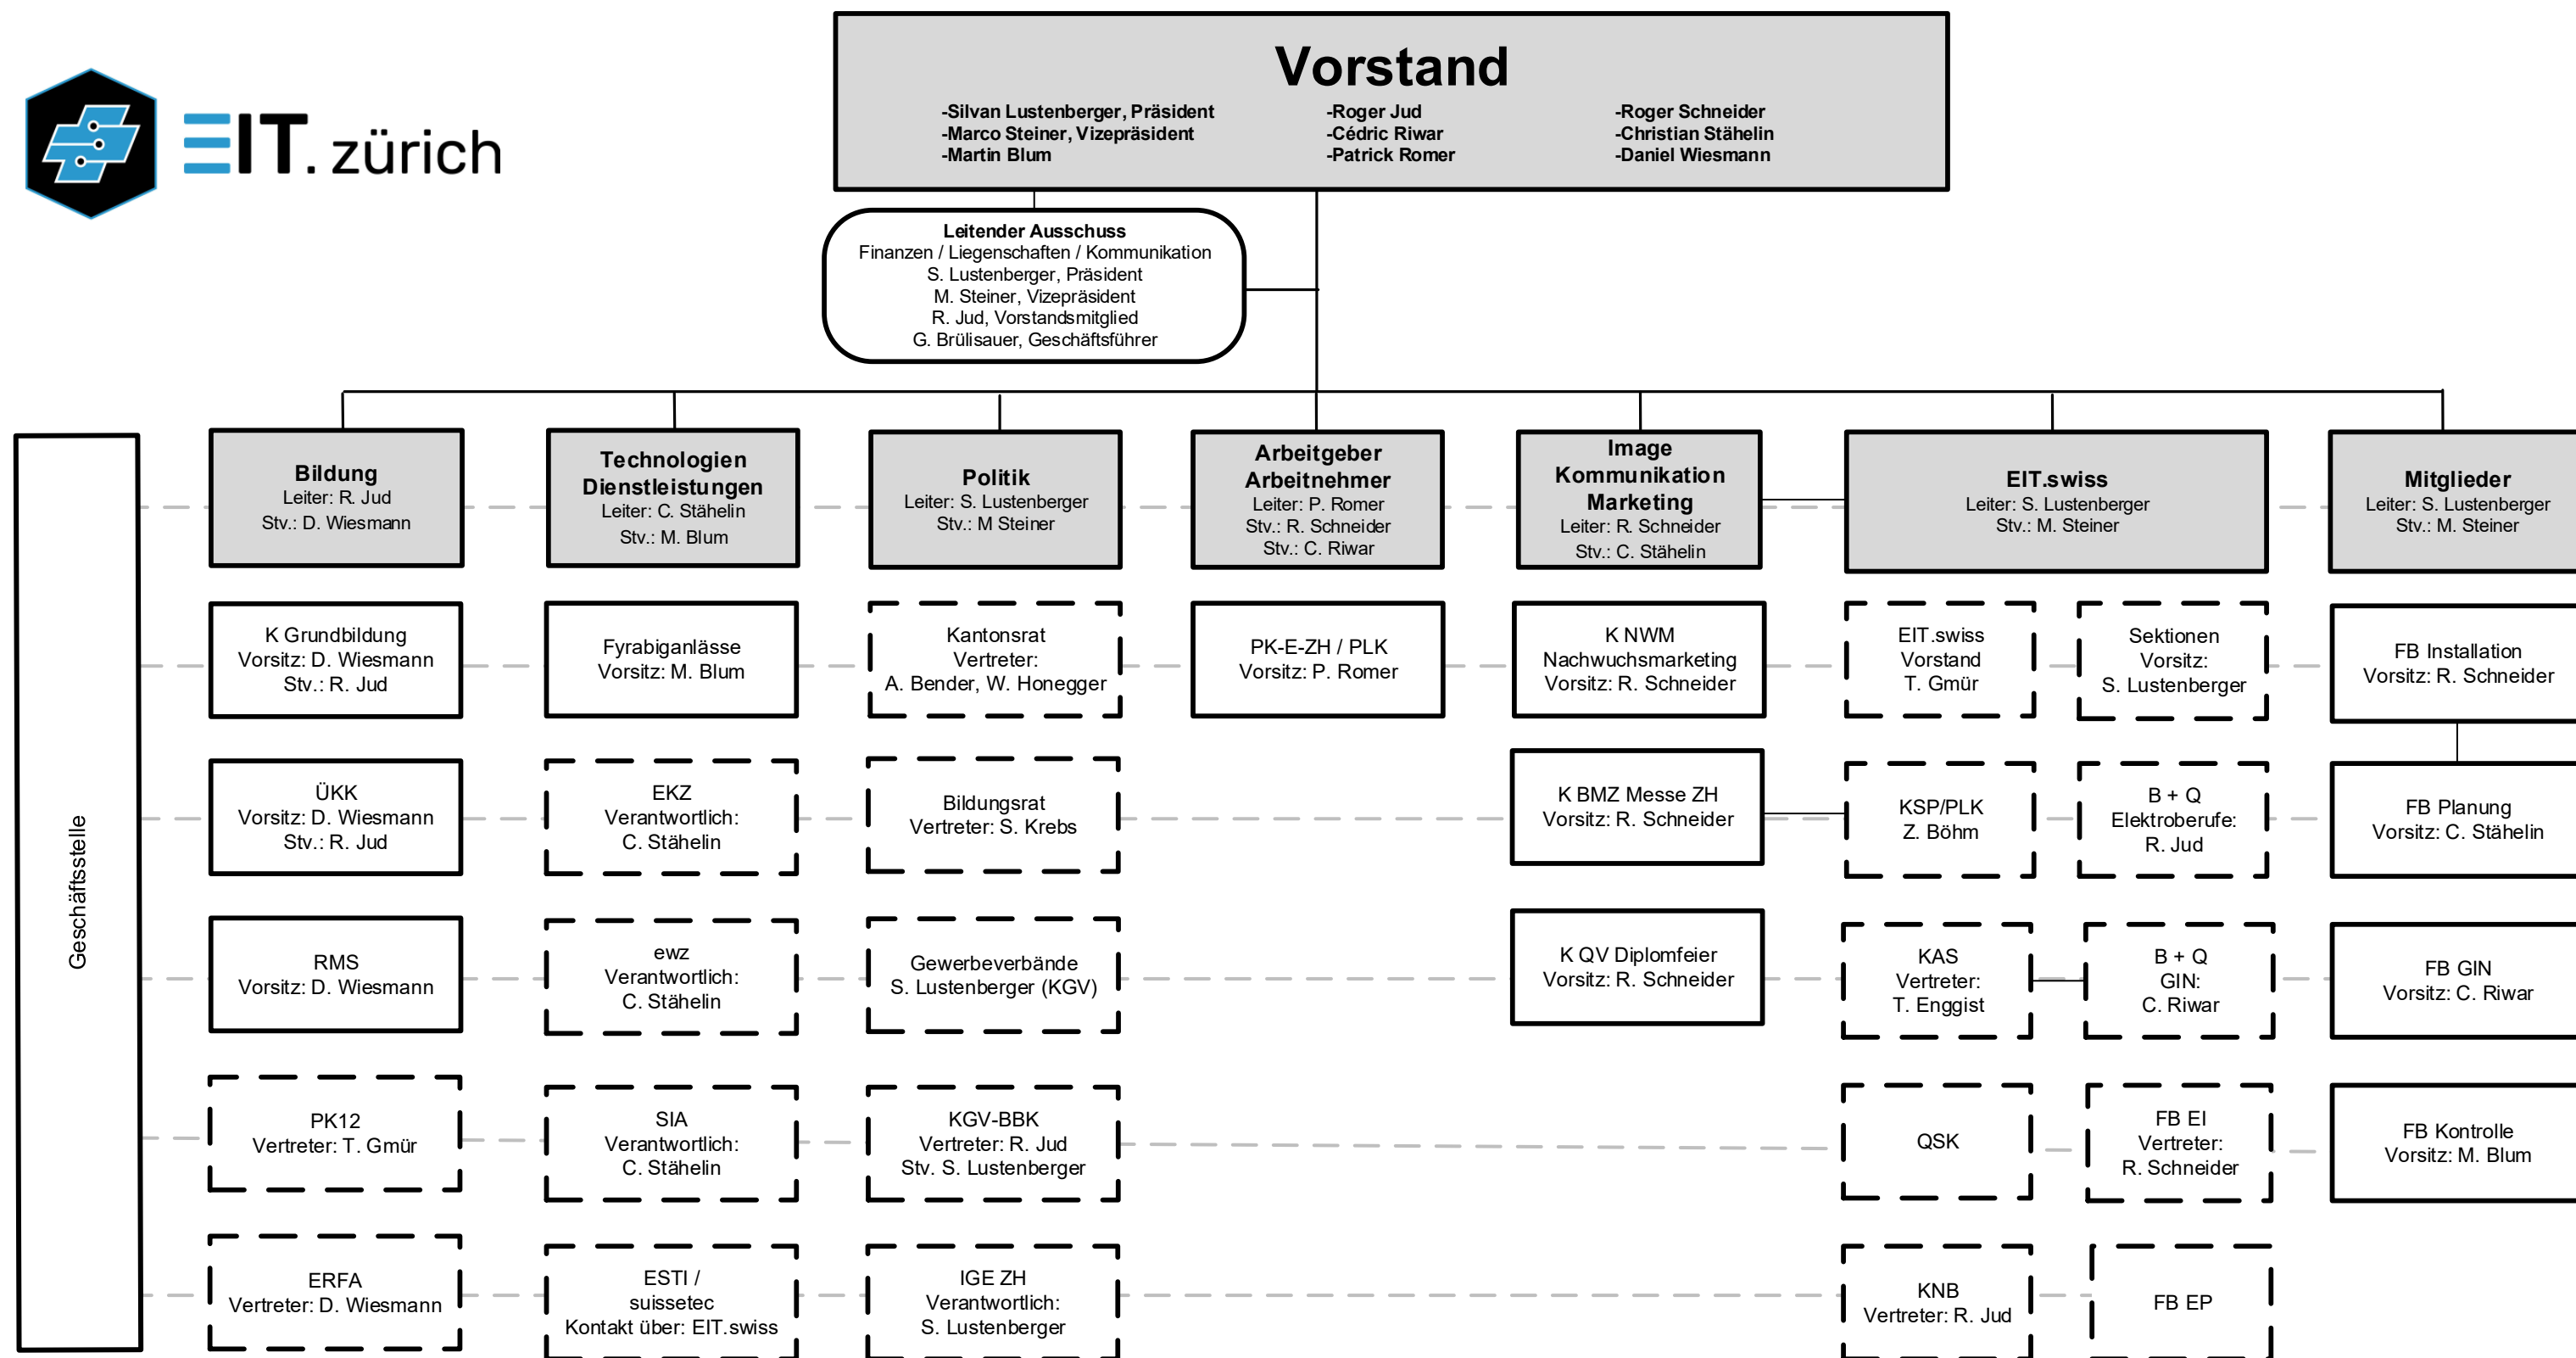 EIT. zürich
Vorstand
-Silvan Lustenberger, Präsident
-Marco Steiner, Vizepräsident
-Martin Blum
-Roger Jud
-Cédric Riwar
-Patrick Romer
-Roger Schneider
-Christian Stähelin
-Daniel Wiesmann
Leitender Ausschuss
Finanzen / Liegenschaften / Kommunikation
S. Lustenberger, Präsident
M. Steiner, Vizepräsident
R. Jud, Vorstandsmitglied
G. Brülisauer, Geschäftsführer
Geschäftsstelle
Bildung
Leiter: R. Jud
Stv.: D. Wiesmann
K Grundbildung
Vorsitz: D. Wiesmann
Stv.: R. Jud
ÜKK
Vorsitz: D. Wiesmann
Stv.: R. Jud
RMS
Vorsitz: D. Wiesmann
PK12
Vertreter: T. Gmür
ERFA
Vertreter: D. Wiesmann
Technologien
Dienstleistungen
Leiter: C. Stähelin
Stv.: M. Blum
Fyrabiganlässe
Vorsitz: M. Blum
EKZ
Verantwortlich:
C. Stähelin
ewz
Verantwortlich:
C. Stähelin
SIA
Verantwortlich:
C. Stähelin
ESTI /
suissetec
Kontakt über: EIT.swiss
Politik
Leiter: S. Lustenberger
Stv.: M Steiner
Kantonsrat
Vertreter:
A. Bender, W. Honegger
Bildungsrat
Vertreter: S. Krebs
Gewerbeverbände
S. Lustenberger (KGV)
KGV-BBK
Vertreter: R. Jud
Stv. S. Lustenberger
IGE ZH
Verantwortlich:
S. Lustenberger
Arbeitgeber
Arbeitnehmer
Leiter: P. Romer
Stv.: R. Schneider
Stv.: C. Riwar
PK-E-ZH / PLK
Vorsitz: P. Romer
Image
Kommunikation
Marketing
Leiter: R. Schneider
Stv.: C. Stähelin
K NWM
Nachwuchsmarketing
Vorsitz: R. Schneider
K BMZ Messe ZH
Vorsitz: R. Schneider
K QV Diplomfeier
Vorsitz: R. Schneider
EIT.swiss
Leiter: S. Lustenberger
Stv.: M. Steiner
EIT.swiss
Vorstand
T. Gmür
Sektionen
Vorsitz:
S. Lustenberger
KSP/PLK
Z. Böhm
B + Q
Elektroberufe:
R. Jud
KAS
Vertreter:
T. Enggist
B + Q
GIN:
C. Riwar
QSK
FB EI
Vertreter:
R. Schneider
KNB
Vertreter: R. Jud
FB EP
Mitglieder
Leiter: S. Lustenberger
Stv.: M. Steiner
FB Installation
Vorsitz: R. Schneider
FB Planung
Vorsitz: C. Stähelin
FB GIN
Vorsitz: C. Riwar
FB Kontrolle
Vorsitz: M. Blum